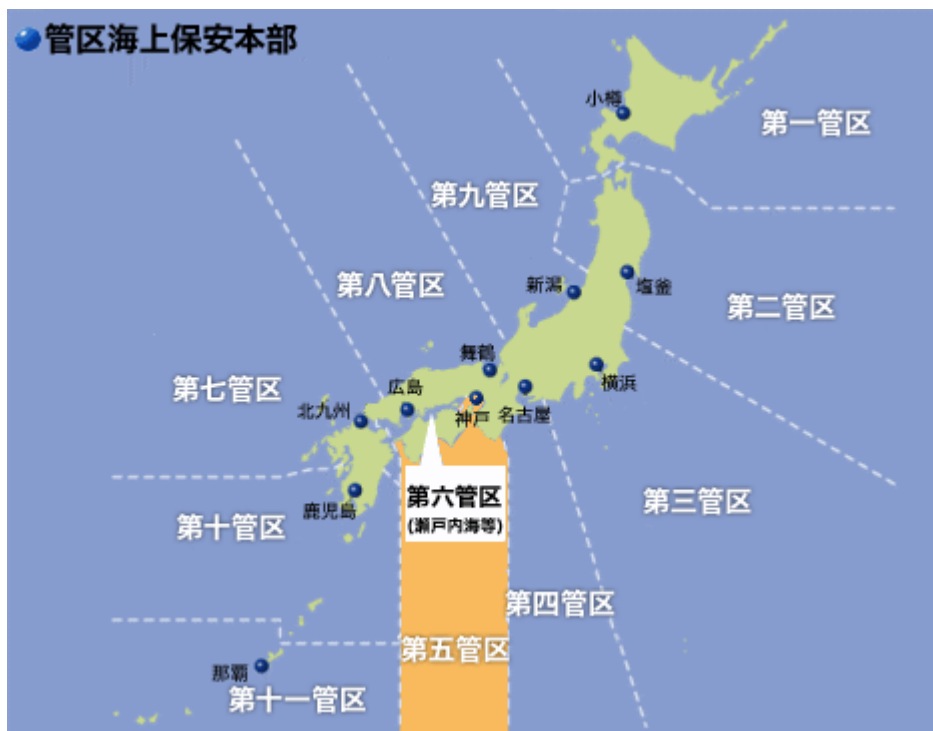 管区海上保安本部
小樽
第一管区
第九管区
新潟
塩釜
第八管区
第二管区
舞鶴
横浜
第七管区
広島
北九州
神戸
名古屋
第六管区
(瀬戸内海等)
第三管区
鹿児島
第十管区
第四管区
第五管区
那覇
第十一管区